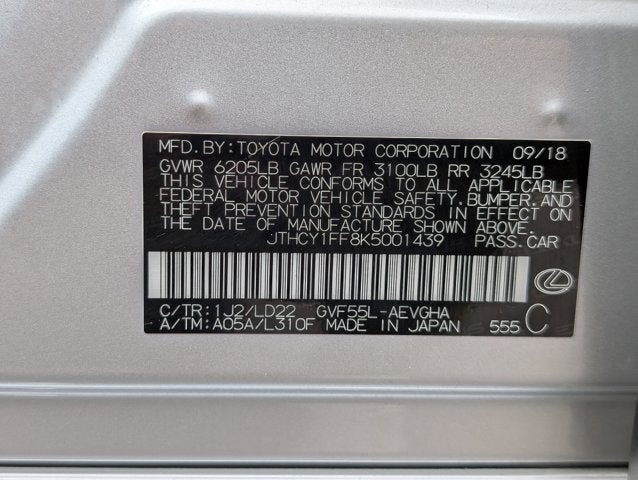 MFD.BY:TOYOTA MOTOR CORPORATION 09/18
GVWR 6205LB GAWR FR 3100LB RR 3245LB
THIS VEHICLE CONFORMS TO ALL APPLICABLE
FEDERAL MOTOR VEHICLE SAFETY,BUMPER,AND
THEFT PREVENTION STANDARDS IN EFFECT ON
THE DATE OF MANUFACTURE SHOWN ABOVE.
JTHCY1FF8K5001439 PASS.CAR
C/TR:1J2/LD22 GVF55L-AEVGHA
A/TM:A05A/L310F MADE IN JAPAN 555 C